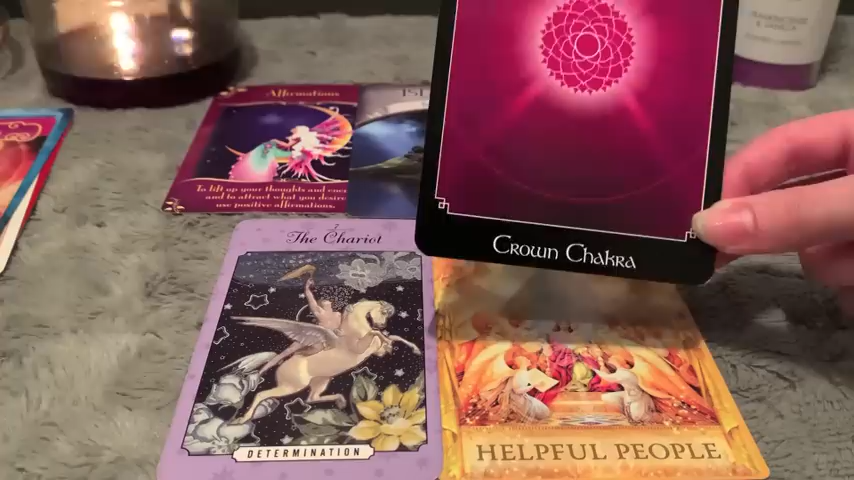 Affirmations
To lift up your thoughts and
and to attract what you desire
use positive affirmations.
7
The Chariot
DETERMINATION
Crown Chakra
HELPFUL PEOPLE